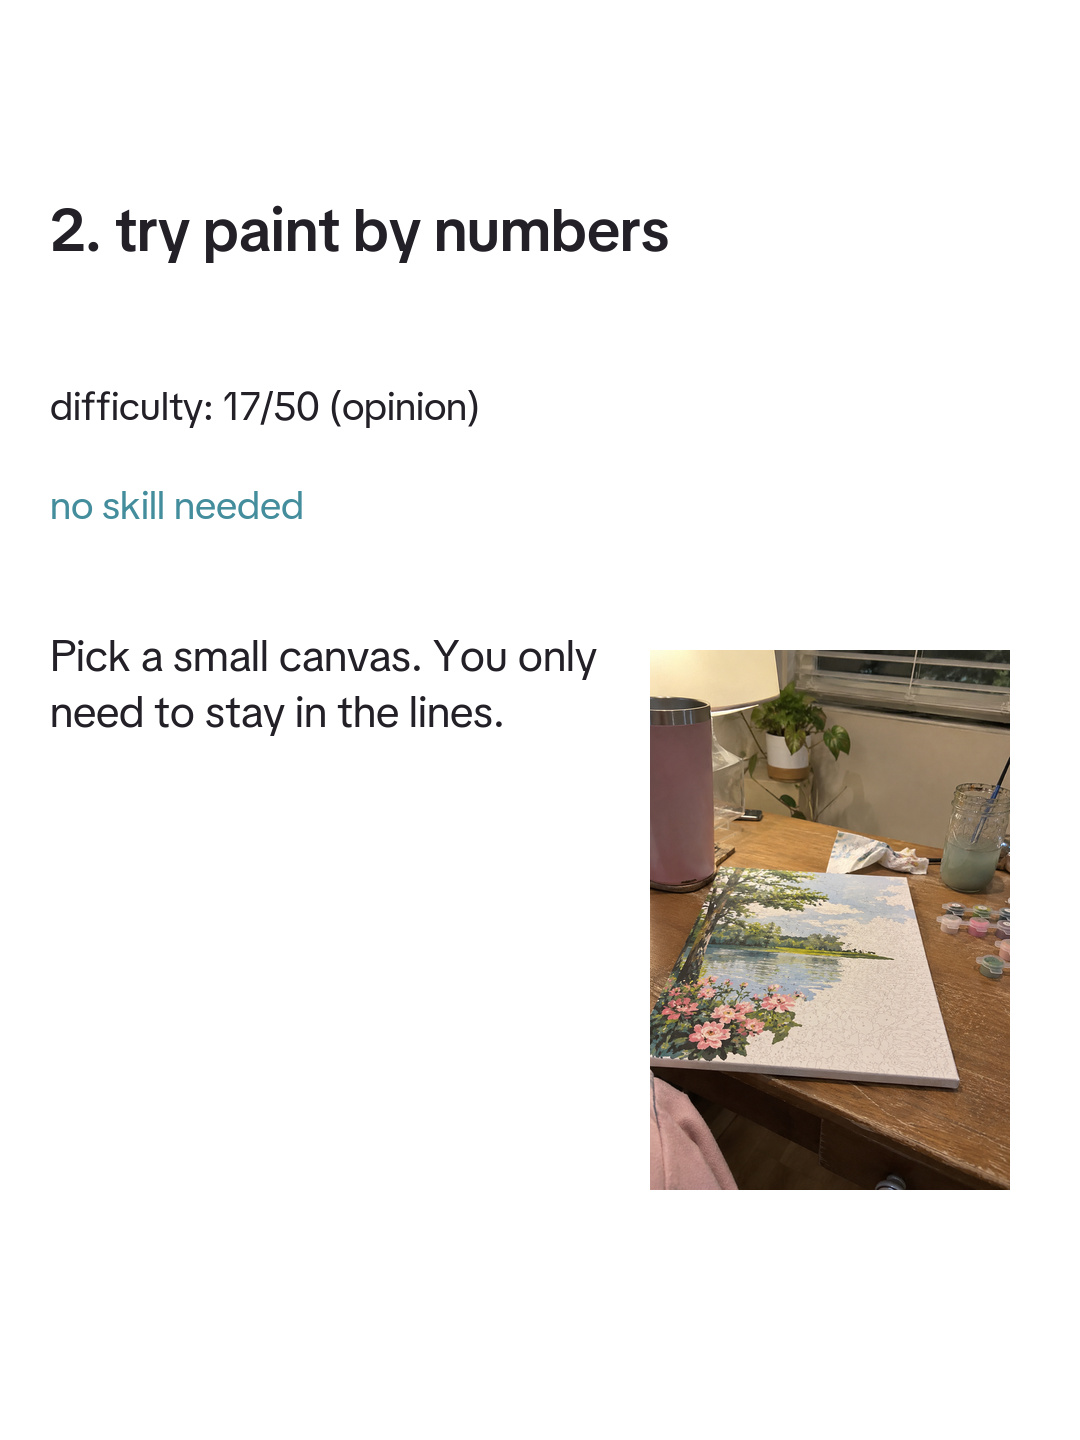 2. try paint by numbers
difficulty: 17/50 (opinion)
no skill needed
Pick a small canvas. You only
need to stay in the lines.